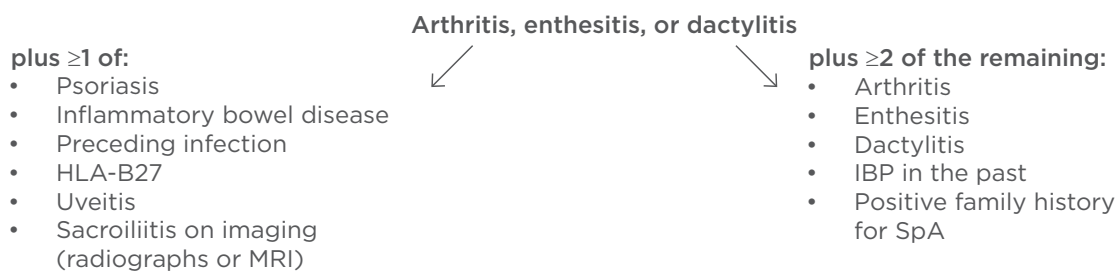 Arthritis, enthesitis, or dactylitis
plus ≥1 of:
• Psoriasis
• Inflammatory bowel disease
• Preceding infection
• HLA-B27
• Uveitis
• Sacroiliitis on imaging
(radiographs or MRI)
plus ≥2 of the remaining:
• Arthritis
• Enthesitis
• Dactylitis
• IBP in the past
• Positive family history
for SpA